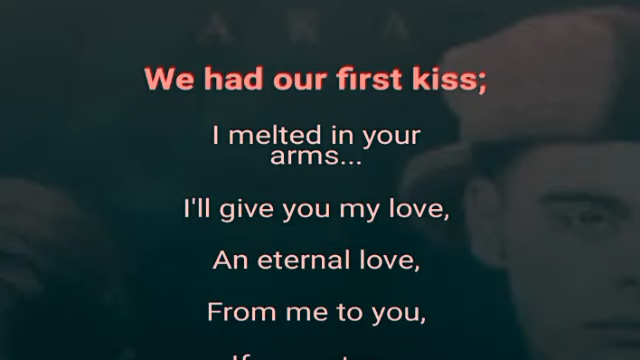 We had our first kiss;
I melted in your
arms...
I'll give you my love,
An eternal love,
From me to you,